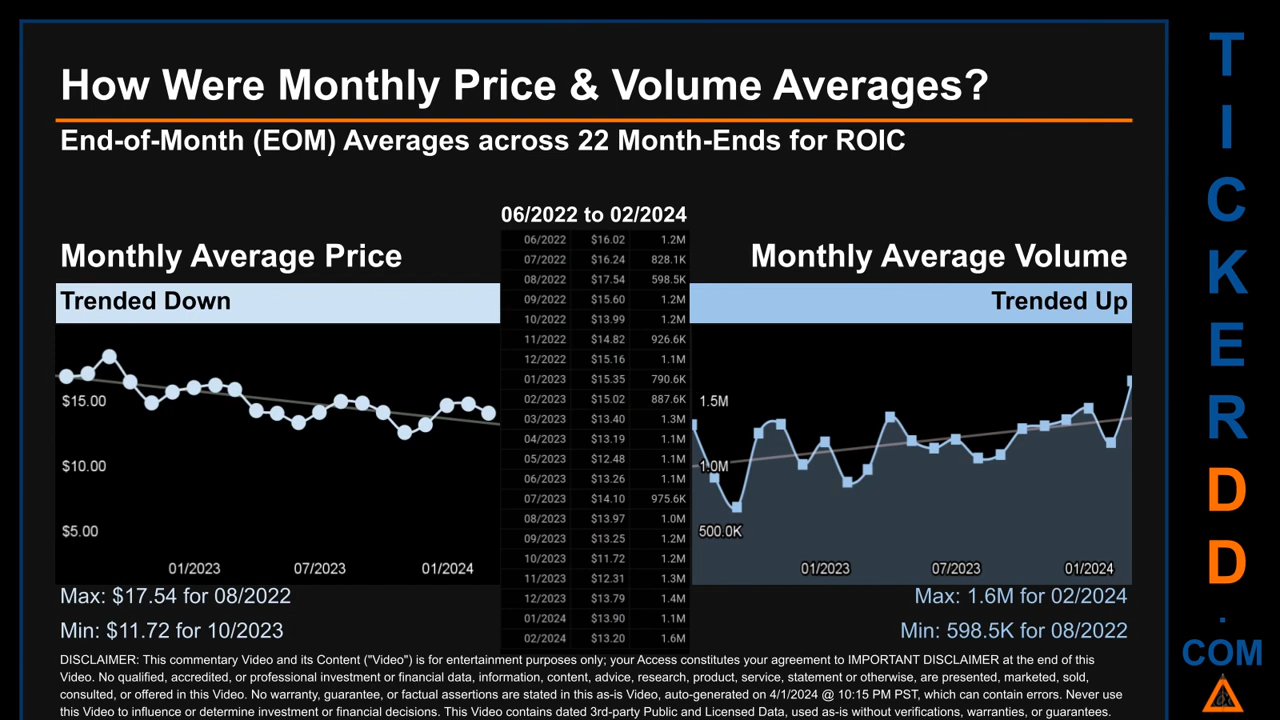 How Were Monthly Price & Volume Averages?
End-of-Month (EOM) Averages across 22 Month-Ends for ROIC
06/2022 to 02/2024
Monthly Average Price
Trended Down
$15.00
$10.00
$5.00
01/2023 07/2023 01/2024
Max: $17.54 for 08/2022
Min: $11.72 for 10/2023
06/2022 $16.02 1.2M
07/2022 $16.24 828.1K
08/2022 $17.54 598.5K
09/2022 $15.60 1.2M
10/2022 $13.99 1.2M
11/2022 $14.82 926.6K
12/2022 $15.16 1.1M
01/2023 $15.35 790.6K
02/2023 $15.02 887.6K
03/2023 $13.40 1.3M
04/2023 $13.19 1.1M
05/2023 $12.48 1.1M
06/2023 $13.26 1.1M
07/2023 $14.10 975.6K
08/2023 $13.97 1.0M
09/2023 $13.25 1.2M
10/2023 $11.72 1.2M
11/2023 $12.31 1.3M
12/2023 $13.79 1.4M
01/2024 $13.90 1.1M
02/2024 $13.20 1.6M
Monthly Average Volume
Trended Up
1.5M
1.0M
500.0K
01/2023 07/2023 01/2024
Max: 1.6M for 02/2024
Min: 598.5K for 08/2022
DISCLAIMER: This commentary Video and its Content ("Video") is for entertainment purposes only; your Access constitutes your agreement to IMPORTANT DISCLAIMER at the end of this
Video. No qualified, accredited, or professional investment or financial data, information, content, advice, research, product, service, statement or otherwise, are presented, marketed, sold,
consulted, or offered in this Video. No warranty, guarantee, or factual assertions are stated in this as-is Video, auto-generated on 4/1/2024 @ 10:15 PM PST, which can contain errors. Never use
this Video to influence or determine investment or financial decisions. This Video contains dated 3rd-party Public and Licensed Data, used as-is without verifications, warranties, or guarantees.
T
I
C
K
E
R
D
D
.
COM